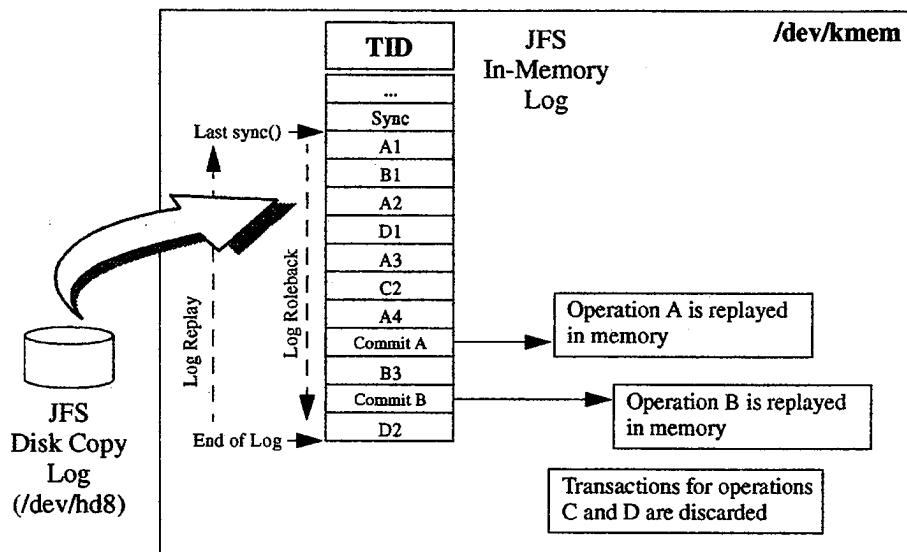 /dev/kmem
TID
JFS
In-Memory
Log
...
Sync
A1
B1
A2
D1
A3
C2
A4
Commit A
B3
Commit B
D2
Last sync()
End of Log
Log Replay
Log Roleback
JFS
Disk Copy
Log
(/dev/hd8)
Operation A is replayed
in memory
Operation B is replayed
in memory
Transactions for operations
C and D are discarded